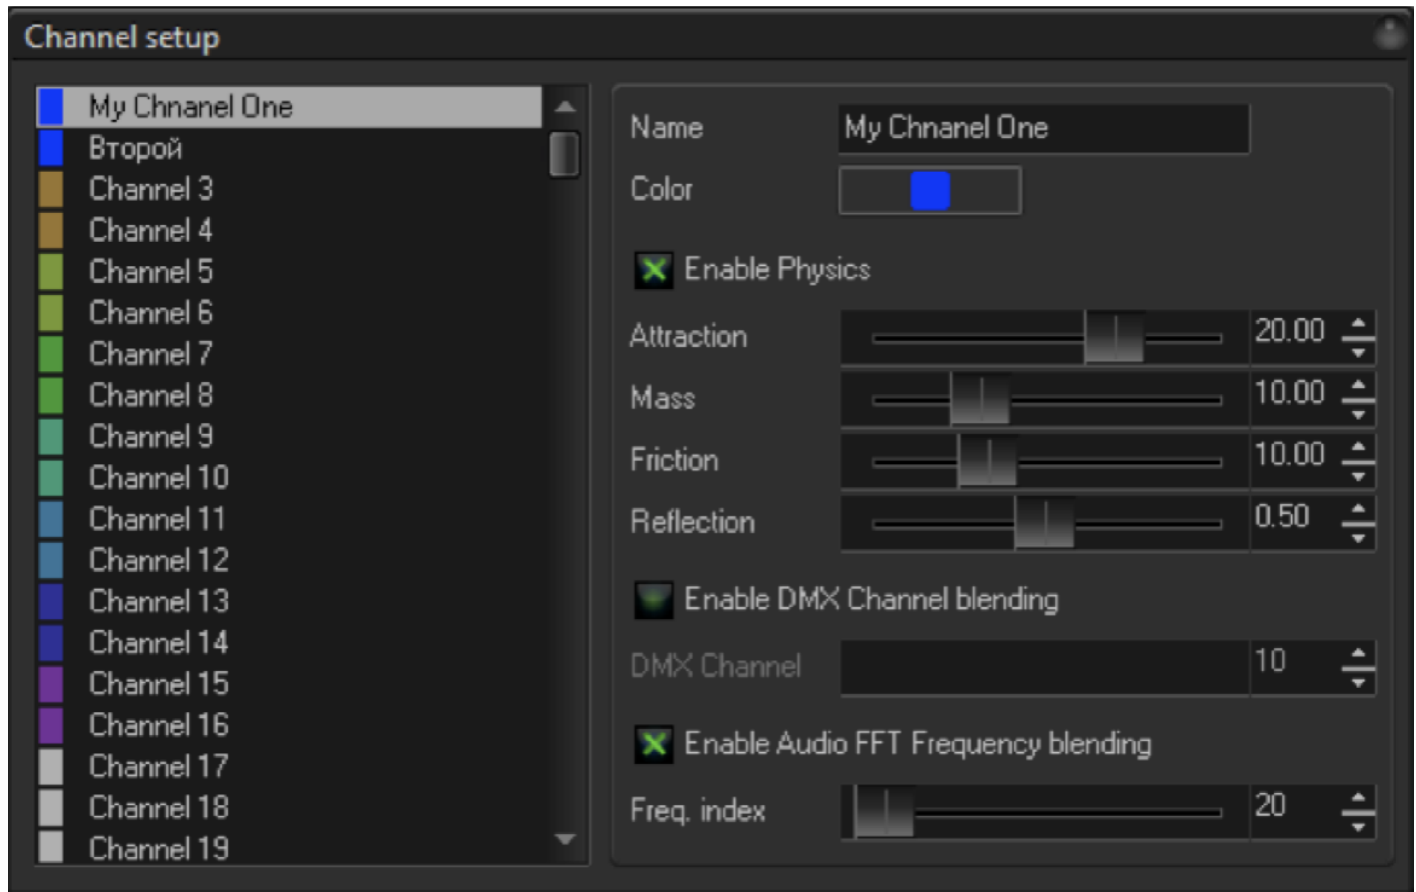 Channel setup
My Chnanel One
Второй
Channel 3
Channel 4
Channel 5
Channel 6
Channel 7
Channel 8
Channel 9
Channel 10
Channel 11
Channel 12
Channel 13
Channel 14
Channel 15
Channel 16
Channel 17
Channel 18
Channel 19
Name My Chnanel One
Color
Enable Physics
Attraction 20.00
Mass 10.00
Friction 10.00
Reflection 0.50
Enable DMX Channel blending
DMX Channel 10
Enable Audio FFT Frequency blending
Freq. index 20